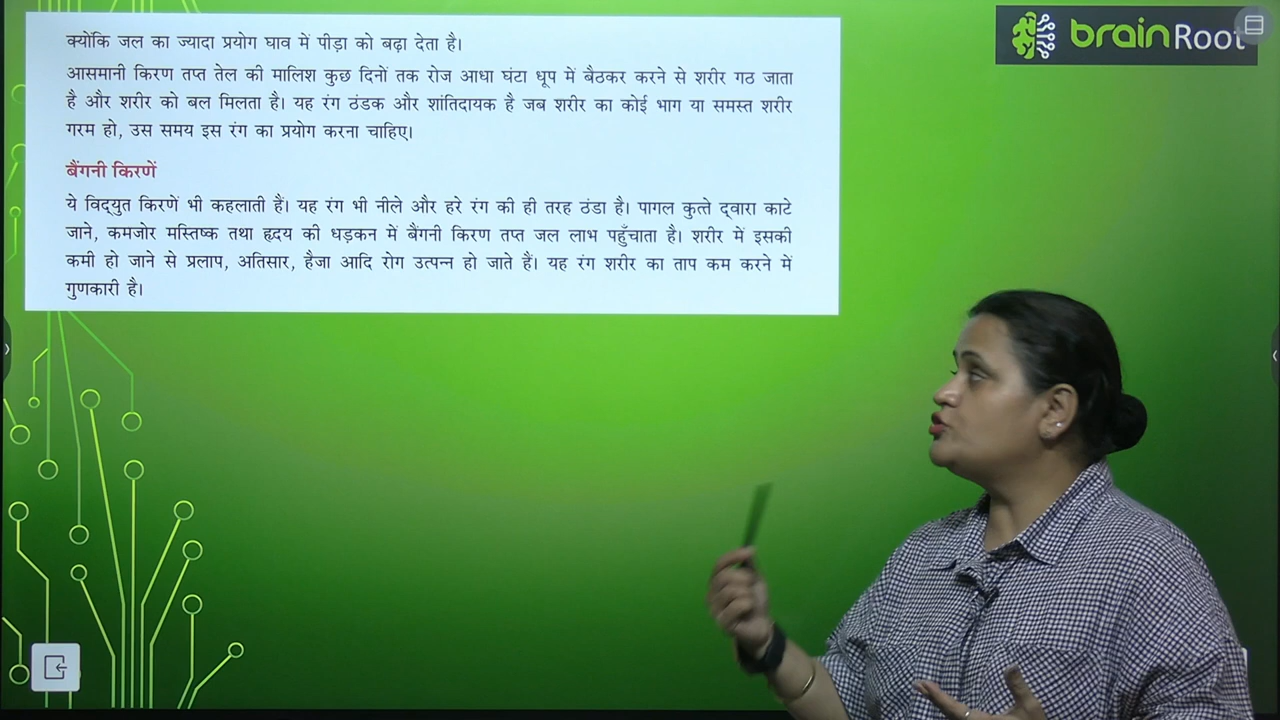 क्योंकि जल का ज्यादा प्रयोग घाव में पीड़ा को बढ़ा देता है।
आसमानी किरण तप्त तेल की मालिश कुछ दिनों तक रोज आधा घंटा धूप में बैठकर करने से शरीर गठ जाता
है और शरीर को बल मिलता है। यह रंग ठंडक और शांतिदायक है जब शरीर का कोई भाग या समस्त शरीर
गरम हो, उस समय इस रंग का प्रयोग करना चाहिए।
बैंगनी किरणें
ये विद्युत किरणें भी कहलाती हैं। यह रंग भी नीले और हरे रंग की ही तरह ठंडा है। पागल कुत्ते द्वारा काटे
जाने, कमजोर मस्तिष्क तथा हृदय की धड़कन में बैंगनी किरण तप्त जल लाभ पहुँचाता है। शरीर में इसकी
कमी हो जाने से प्रलाप, अतिसार, हैजा आदि रोग उत्पन्न हो जाते हैं। यह रंग शरीर का ताप कम करने में
गुणकारी है।
brainRoot